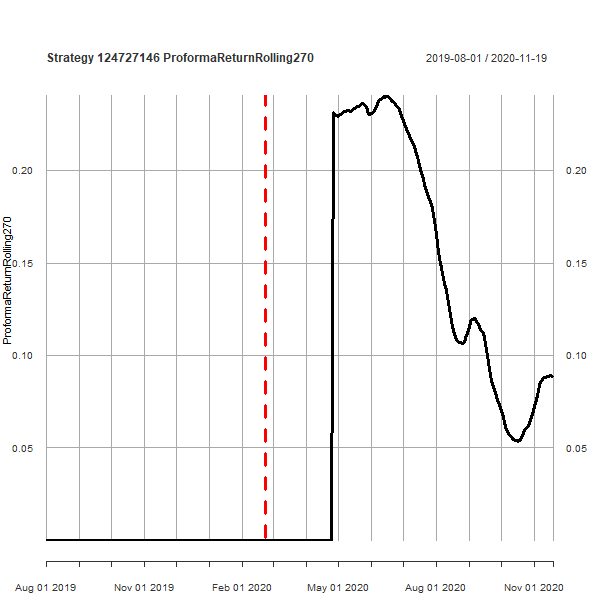 Strategy 124727146 ProformaReturnRolling270
2019-08-01 / 2020-11-19
ProformaReturnRolling270
0.20 0.20
0.15 0.15
0.10 0.10
0.05 0.05
Aug 01 2019 Nov 01 2019 Feb 01 2020 May 01 2020 Aug 01 2020 Nov 01 2020